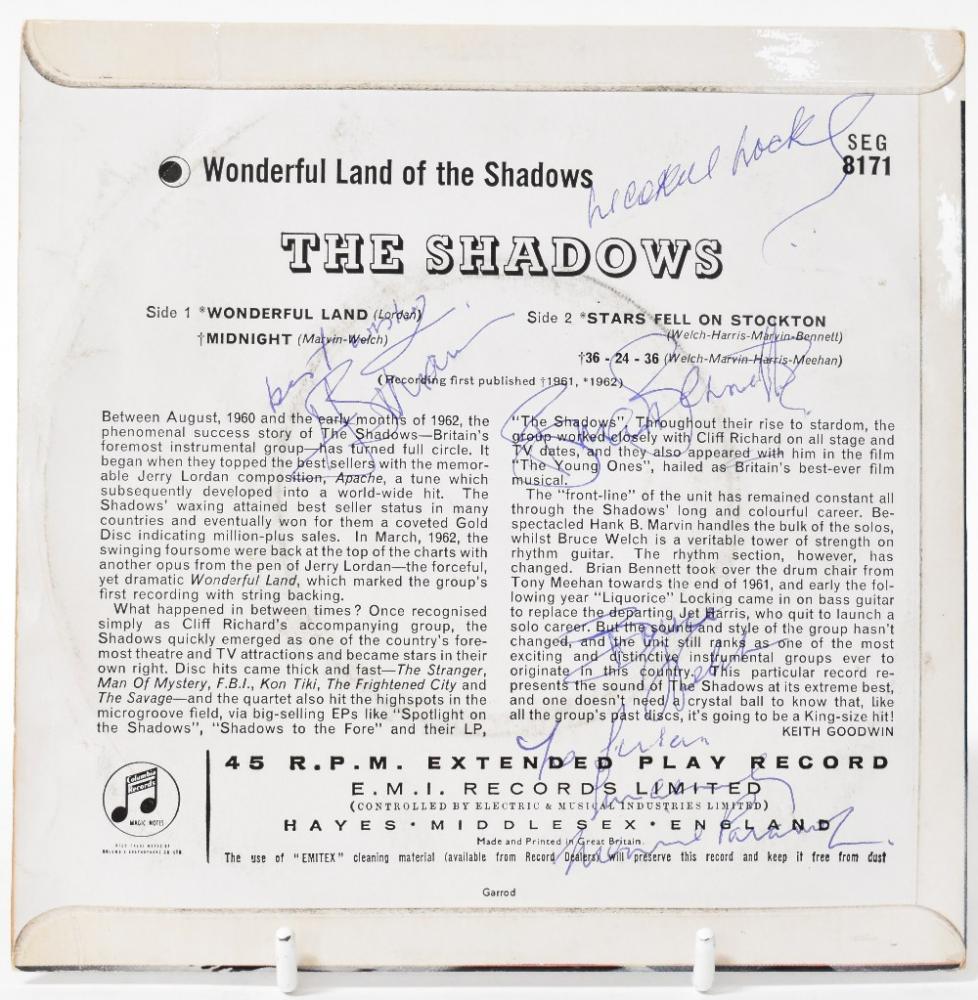 SEG
8171
Wonderful Land of the Shadows
THE SHADOWS
Side 1 *WONDERFUL LAND (Lordan)
†MIDNIGHT (Marvin-Welch)
Side 2 *STARS FELL ON STOCKTON
(Welch-Harris-Marvin-Bennett)
†36 - 24 - 36 (Welch-Marvin-Harris-Meehan)
(Recording first published †1961, *1962)
best wishes
Between August, 1960 and the early months of 1962, the
phenomenal success story of The Shadows—Britain's
foremost instrumental group—has turned full circle. It
began when they topped the best sellers with the memor-
able Jerry Lordan composition, Apache, a tune which
subsequently developed into a world-wide hit. The
Shadows' waxing attained best seller status in many
countries and eventually won for them a coveted Gold
Disc indicating million-plus sales. In March, 1962, the
swinging foursome were back at the top of the charts with
another opus from the pen of Jerry Lordan—the forceful,
yet dramatic Wonderful Land, which marked the group's
first recording with string backing.
What happened in between times? Once recognised
simply as Cliff Richard's accompanying group, the
Shadows quickly emerged as one of the country's fore-
most theatre and TV attractions and became stars in their
own right. Disc hits came thick and fast—The Stranger,
Man Of Mystery, F.B.I., Kon Tiki, The Frightened City and
The Savage—and the quartet also hit the highspots in the
microgroove field, via big-selling EPs like "Spotlight on
the Shadows", "Shadows to the Fore" and their LP,
"The Shadows". Throughout their rise to stardom, the
group worked closely with Cliff Richard on all stage and
TV dates, and they also appeared with him in the film
"The Young Ones", hailed as Britain's best-ever film
musical.
The "front-line" of the unit has remained constant all
through the Shadows' long and colourful career. Be-
spectacled Hank B. Marvin handles the bulk of the solos,
whilst Bruce Welch is a veritable tower of strength on
rhythm guitar. The rhythm section, however, has
changed. Brian Bennett took over the drum chair from
Tony Meehan towards the end of 1961, and early the fol-
lowing year "Liquorice" Locking came in on bass guitar
to replace the departing Jet Harris, who quit to launch a
solo career. But the sound and style of the group hasn't
changed, and the unit still ranks as one of the most
exciting and distinctive instrumental groups ever to
originate in this country. This particular record re-
presents the sound of The Shadows at its extreme best,
and one doesn't need a crystal ball to know that, like
all the group's past discs, it's going to be a King-size hit!
KEITH GOODWIN
Columbia
Records
MAGIC NOTES
45 R.P.M. EXTENDED PLAY RECORD
E.M.I. RECORDS LIMITED
(CONTROLLED BY ELECTRIC & MUSICAL INDUSTRIES LIMITED)
HAYES · MIDDLESEX · ENGLAND
Made and Printed in Great Britain.
The use of "EMITEX" cleaning material (available from Record Dealers) will preserve this record and keep it free from dust
Garrod